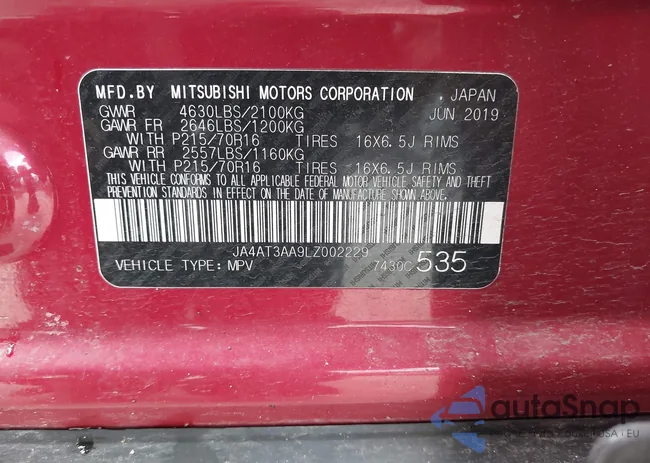 MFD.BY MITSUBISHI MOTORS CORPORATION, JAPAN
GVWR 4630LBS/2100KG JUN 2019
GAWR FR 2646LBS/1200KG
WITH P215/70R16 TIRES 16X6.5J RIMS
GAWR RR 2557LBS/1160KG
WITH P215/70R16 TIRES 16X6.5J RIMS
THIS VEHICLE CONFORMS TO ALL APPLICABLE FEDERAL MOTOR VEHICLE SAFETY AND THEFT
PREVENTION STANDARDS IN EFFECT ON THE DATE OF MANUFACTURE SHOWN ABOVE.
JA4AT3AA9LZ002229
VEHICLE TYPE: MPV 7430C 535
autoSnap
EU